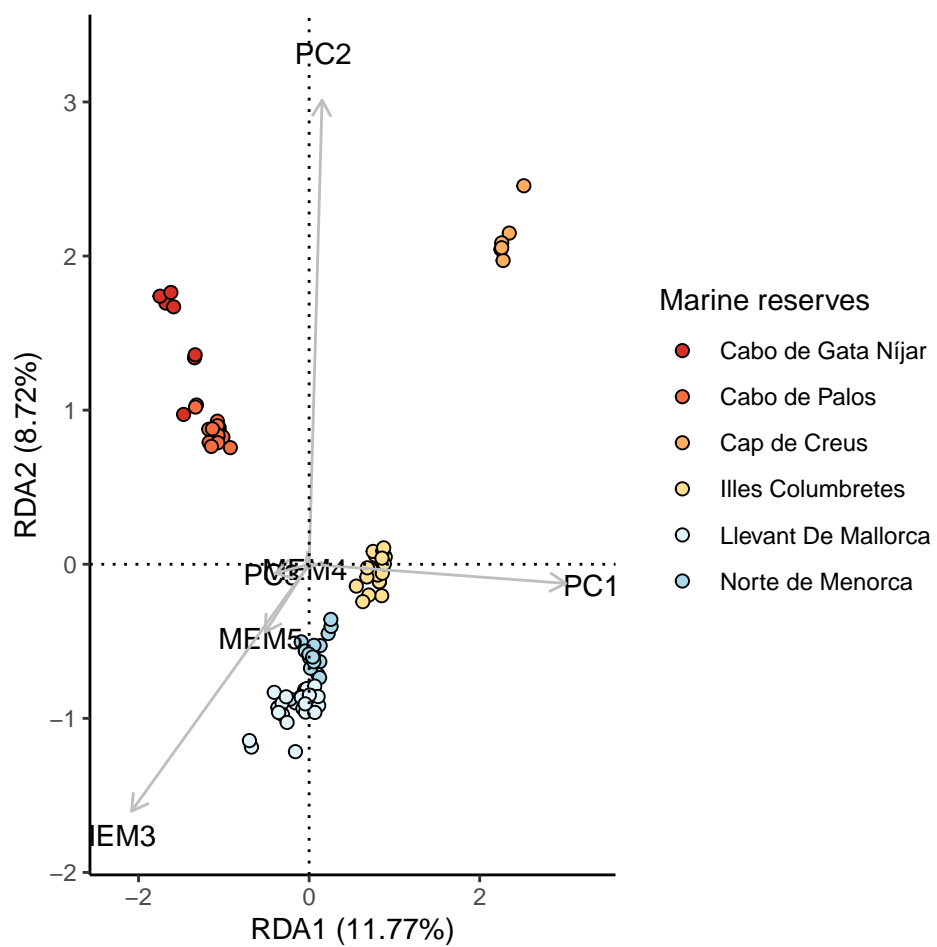 PC2
3
2
1
0
−1
−2
RDA2 (8.72%)
MEM4
PC3
PC1
MEM5
IEM3
−2
0
2
RDA1 (11.77%)
Marine reserves
Cabo de Gata Níjar
Cabo de Palos
Cap de Creus
Illes Columbretes
Llevant De Mallorca
Norte de Menorca